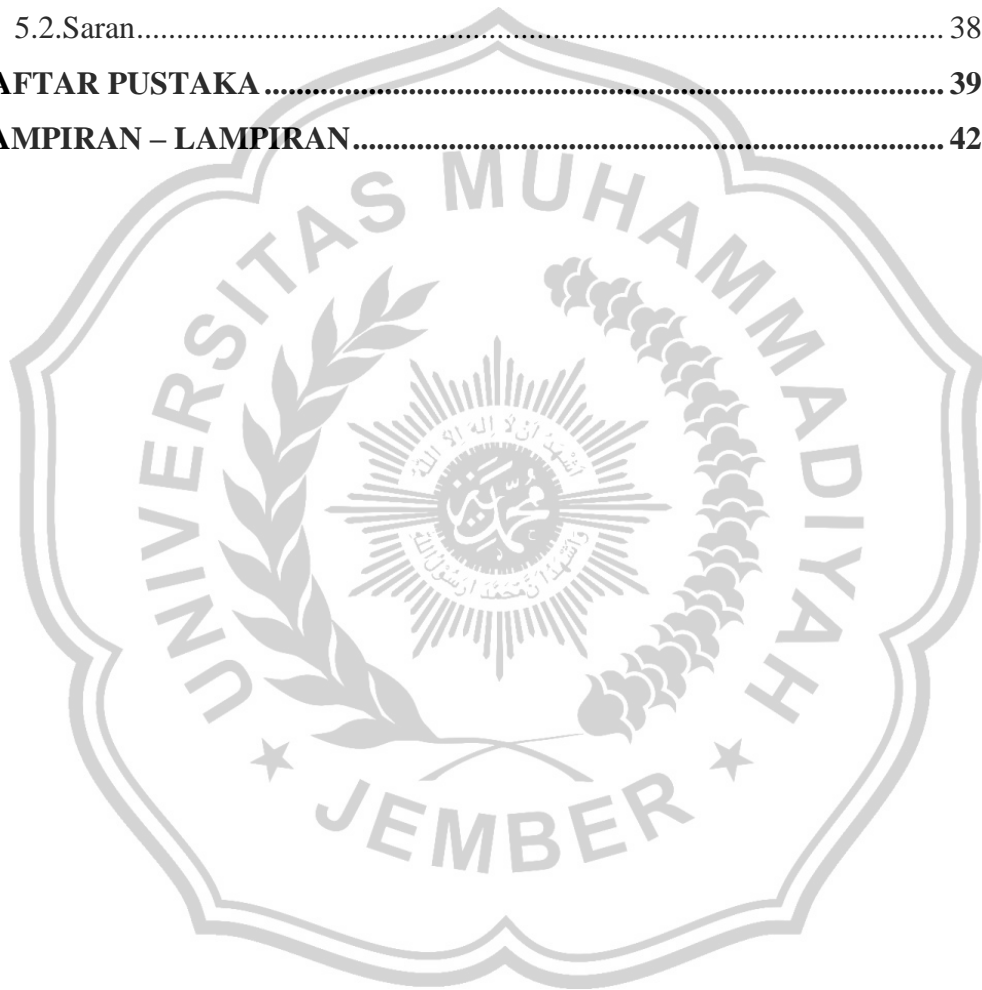 5.2.Saran..................................................................................................... 38
AFTAR PUSTAKA..................................................................................... 39
AMPIRAN – LAMPIRAN.......................................................................... 42
UNIVERSITAS MUHAMMADIYAH
JEMBER